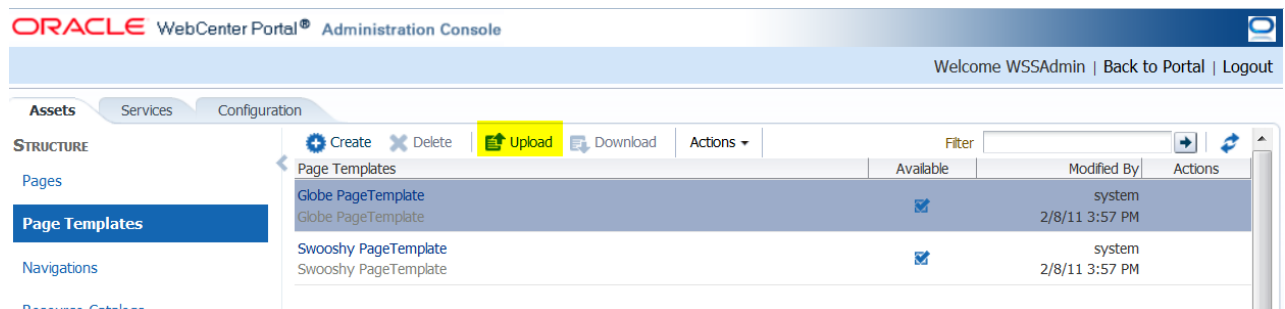 ORACLE WebCenter Portal® Administration Console
Welcome WSSAdmin | Back to Portal | Logout
Assets Services Configuration
STRUCTURE
Pages
Page Templates
Navigations
Resource Catalogs
Create Delete Upload Download Actions Filter
Page Templates Available Modified By Actions
Globe PageTemplate system
Globe PageTemplate 2/8/11 3:57 PM
Swooshy PageTemplate system
Swooshy PageTemplate 2/8/11 3:57 PM